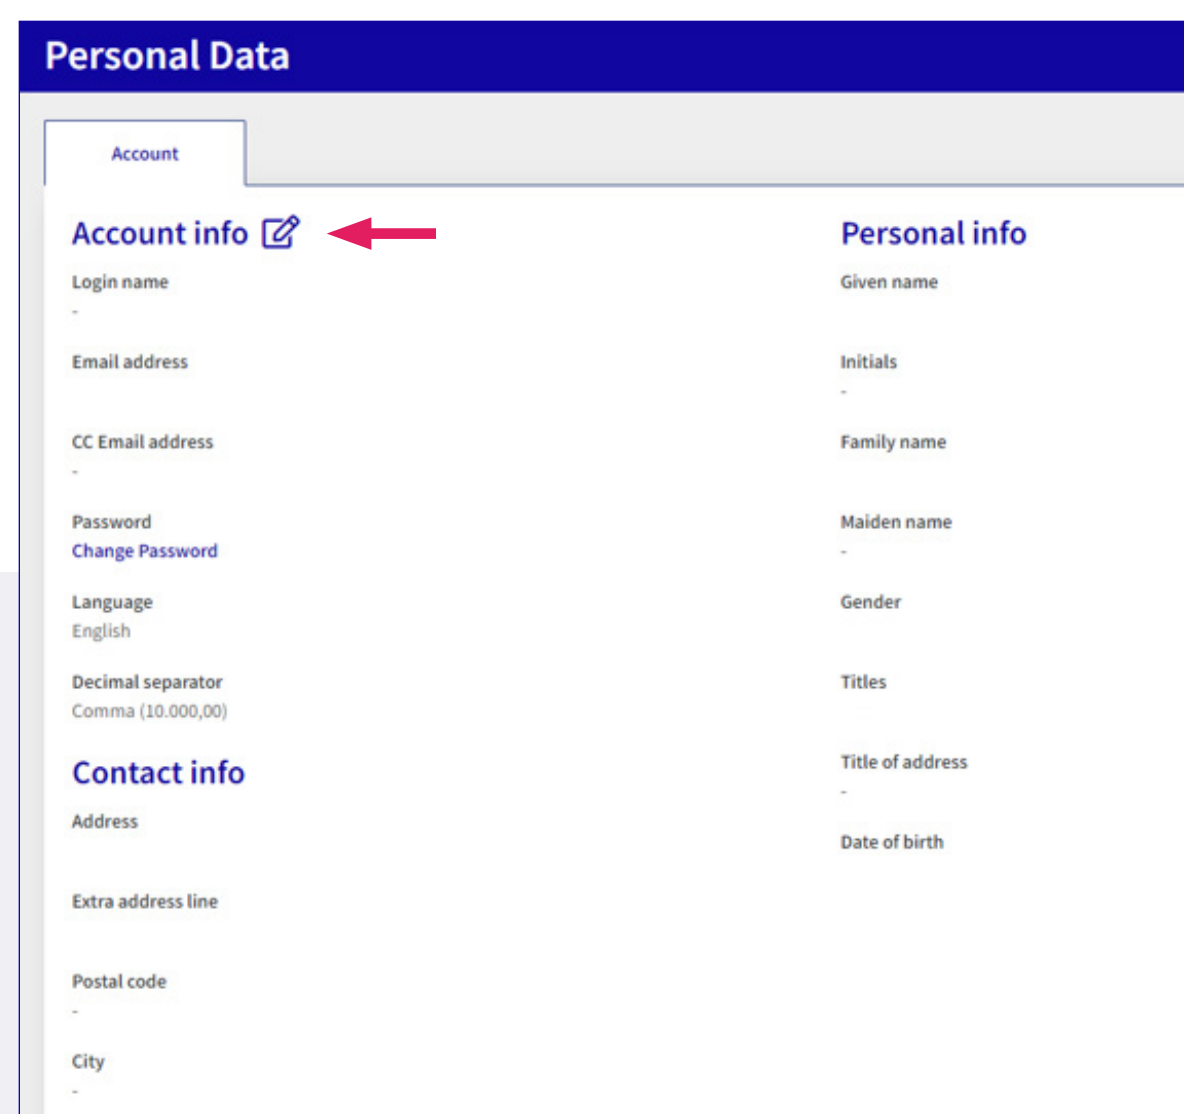 Personal Data
Account
Account info
Login name
-
Email address
CC Email address
-
Password
Change Password
Language
English
Decimal separator
Comma (10.000,00)
Contact info
Address
Extra address line
Postal code
-
City
-
Personal info
Given name
Initials
-
Family name
Maiden name
-
Gender
Titles
Title of address
-
Date of birth